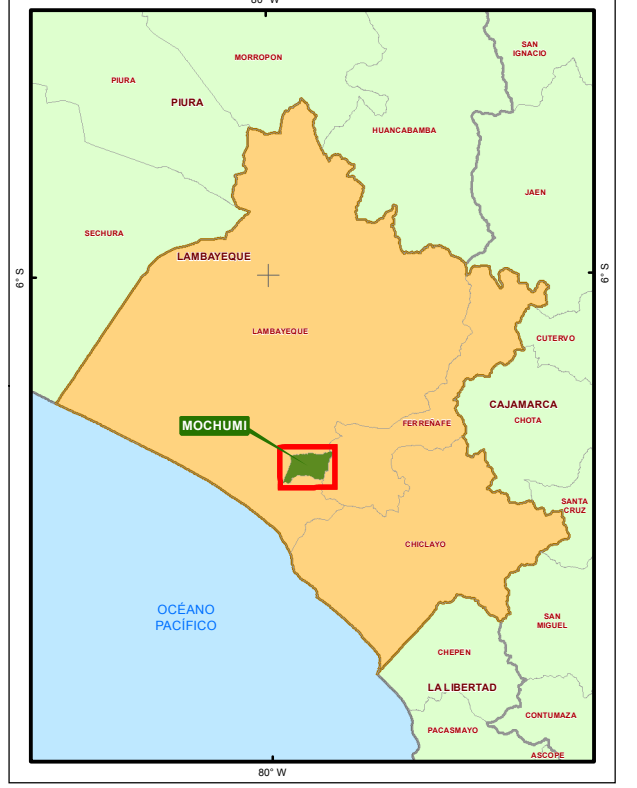 80° W
SAN
IGNACIO
MORROPON
PIURA
PIURA
HUANCABAMBA
JAEN
SECHURA
LAMBAYEQUE
6° S
6° S
LAMBAYEQUE
CUTERVO
CAJAMARCA
CHOTA
MOCHUMI
FERREÑAFE
SANTA
CRUZ
CHICLAYO
OCÉANO
PACÍFICO
SAN
MIGUEL
CHEPEN
LA LIBERTAD
CONTUMAZA
PACASMAYO
ASCOPE
80° W